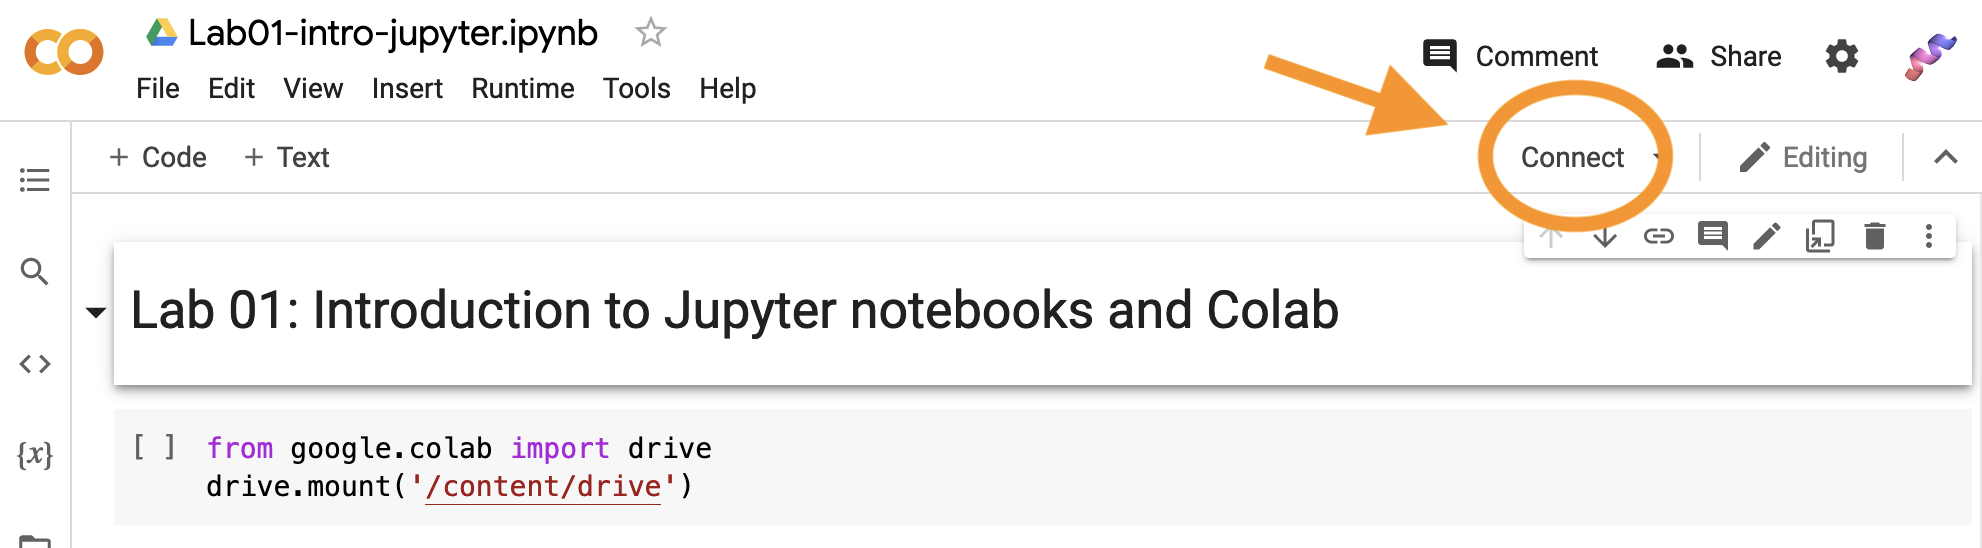 Lab01-intro-jupyter.ipynb
File Edit View Insert Runtime Tools Help
Comment Share
+ Code + Text
Connect Editing
Lab 01: Introduction to Jupyter notebooks and Colab
[ ] from google.colab import drive
drive.mount('/content/drive')
{x}